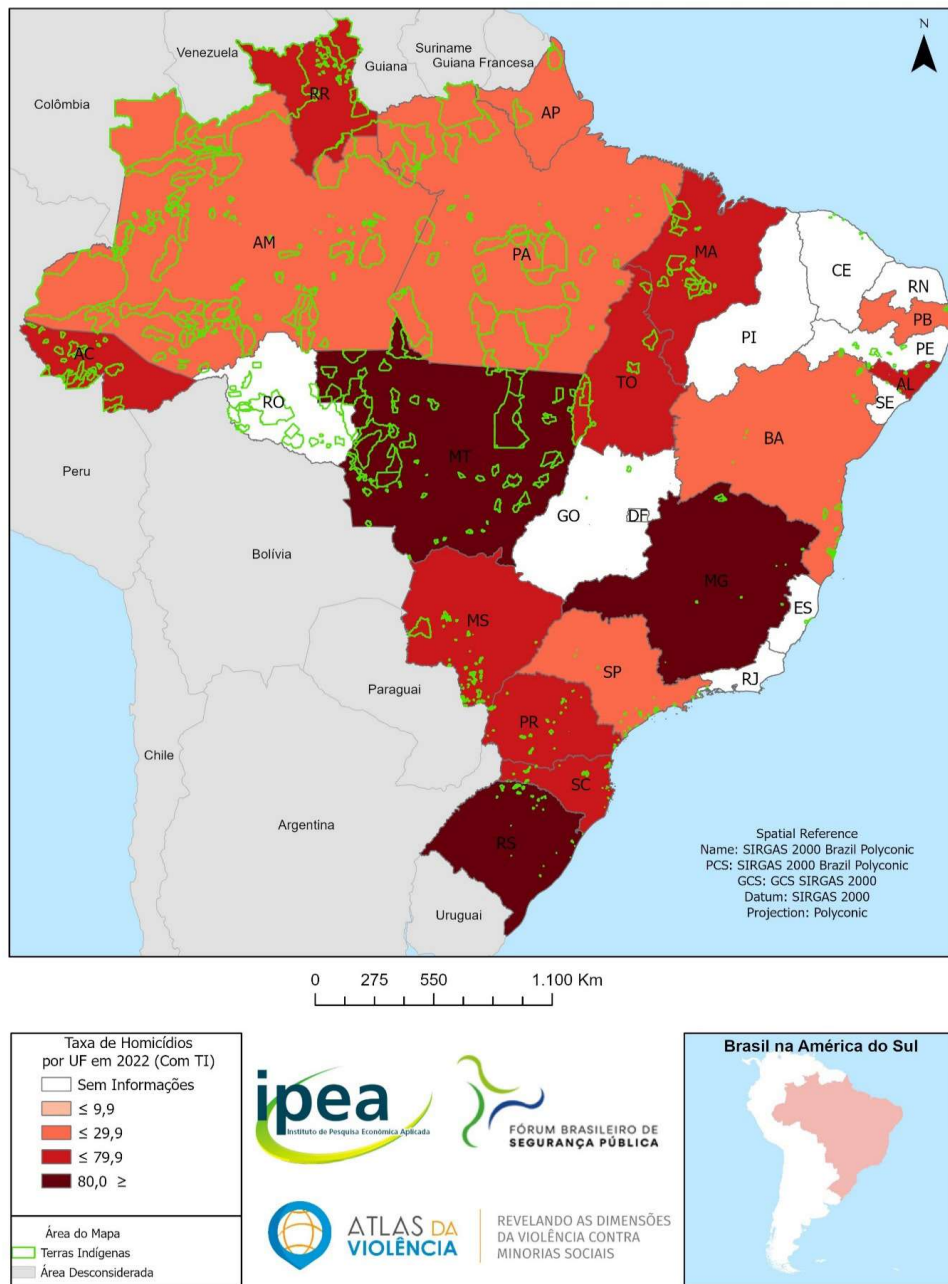 N
Venezuela
Suriname
Guiana
Guiana Francesa
Colômbia
RR
AP
AM
PA
MA
CE
RN
PB
PI
PE
AC
TO
AL
SE
RO
BA
MT
Peru
GO
DF
Bolívia
MG
ES
MS
SP
RJ
Paraguai
PR
Chile
SC
Argentina
RS
Uruguai
Spatial Reference
Name: SIRGAS 2000 Brazil Polyconic
PCS: SIRGAS 2000 Brazil Polyconic
GCS: GCS SIRGAS 2000
Datum: SIRGAS 2000
Projection: Polyconic
0 275 550 1.100 Km
Taxa de Homicídios
por UF em 2022 (Com TI)
Sem Informações
≤ 9,9
≤ 29,9
≤ 79,9
80,0 ≥
Área do Mapa
Terras Indígenas
Área Desconsiderada
ipea
Instituto de Pesquisa Econômica Aplicada
FÓRUM BRASILEIRO DE
SEGURANÇA PÚBLICA
ATLAS DA
VIOLÊNCIA
REVELANDO AS DIMENSÕES
DA VIOLÊNCIA CONTRA
MINORIAS SOCIAIS
Brasil na América do Sul